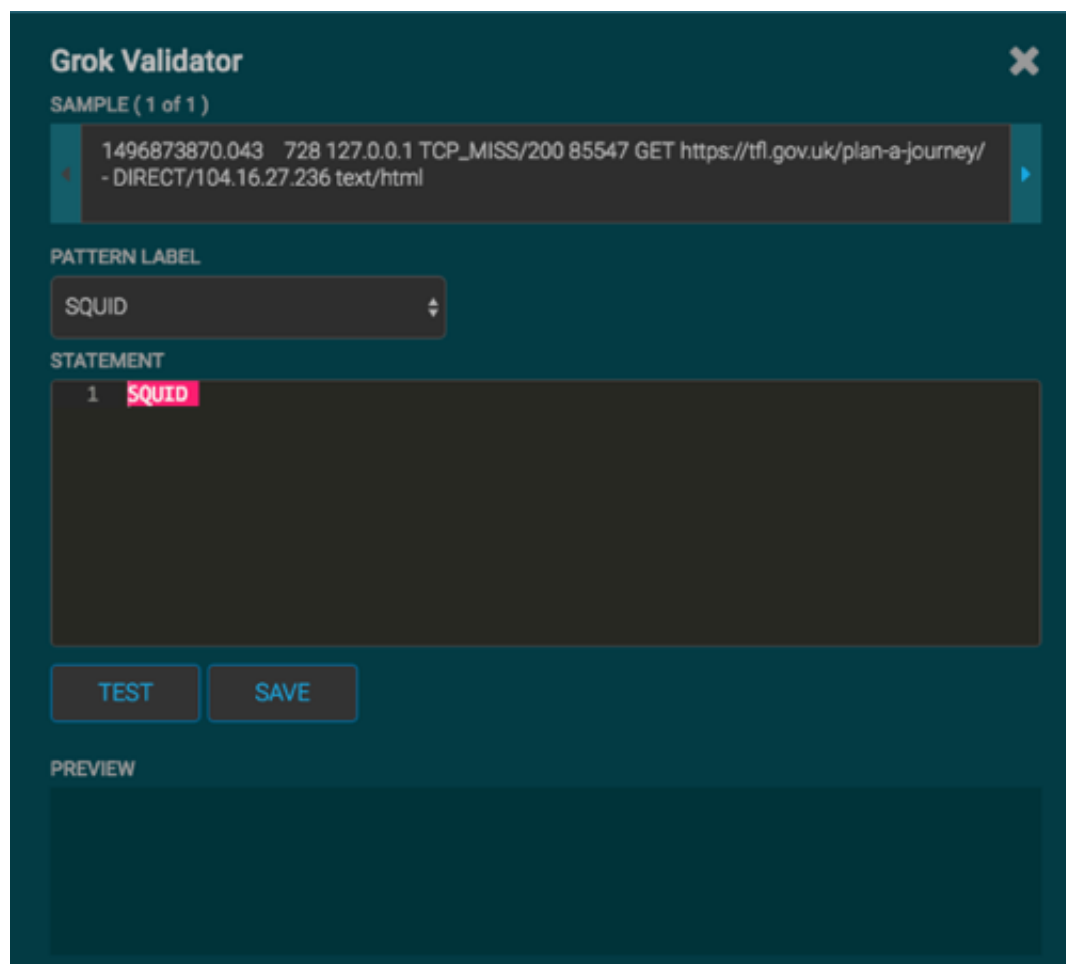 Grok Validator
SAMPLE ( 1 of 1 )
1496873870.043 728 127.0.0.1 TCP_MISS/200 85547 GET https://tfl.gov.uk/plan-a-journey/
- DIRECT/104.16.27.236 text/html
PATTERN LABEL
SQUID
STATEMENT
1 SQUID
TEST SAVE
PREVIEW